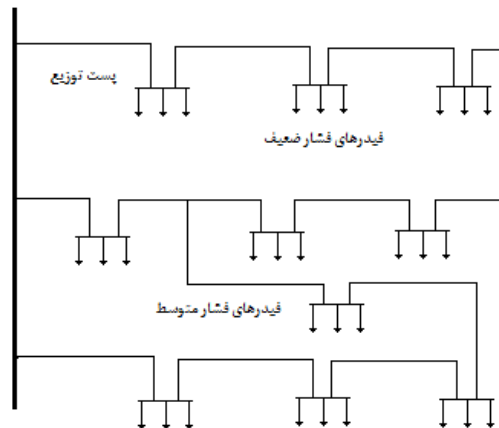 پست توزیع
فیدرهای فشار ضعیف
فیدرهای فشار متوسط